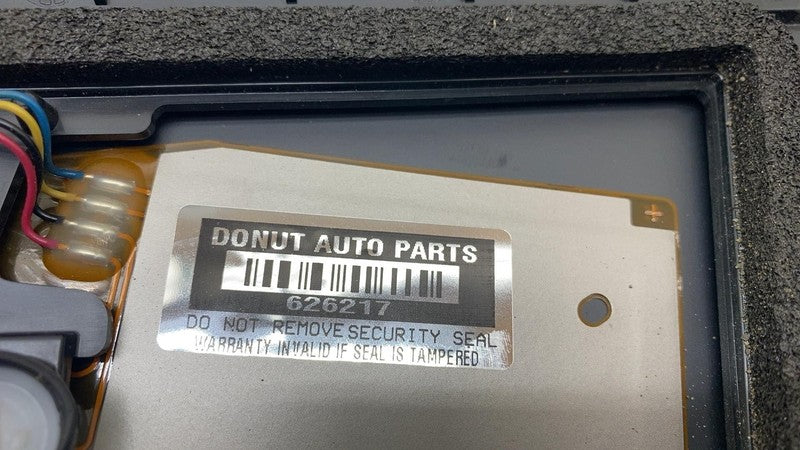 DONUT AUTO PARTS
626217
DO NOT REMOVE SECURITY SEAL
WARRANTY INVALID IF SEAL IS TAMPERED